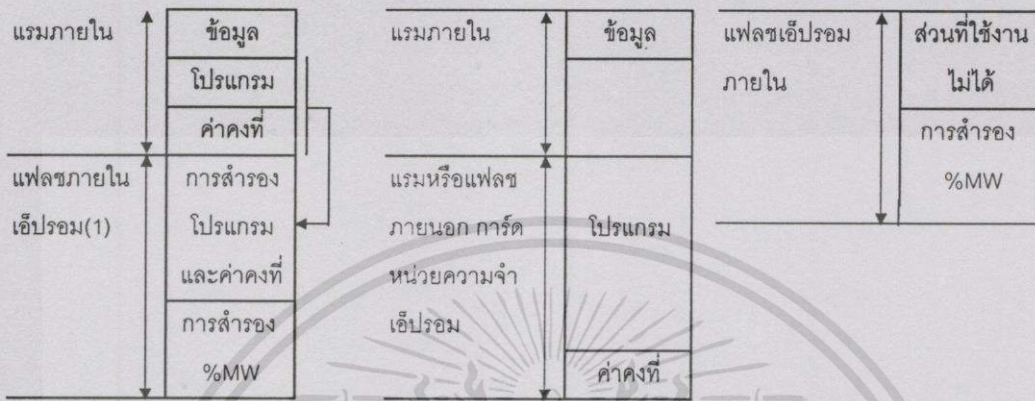 แรมภายใน
ข้อมูล
โปรแกรม
ค่าคงที่
แฟลชภายใน
เอ็ปรอม(1)
การสำรอง
โปรแกรม
และค่าคงที่
การสำรอง
%MW
แรมภายใน
ข้อมูล
แรมหรือแฟลช
ภายนอก การ์ด
หน่วยความจำ
เอ็ปรอม
โปรแกรม
ค่าคงที่
แฟลชเอ็ปรอม
ภายใน
ส่วนที่ใช้งาน
ไม่ได้
การสำรอง
%MW